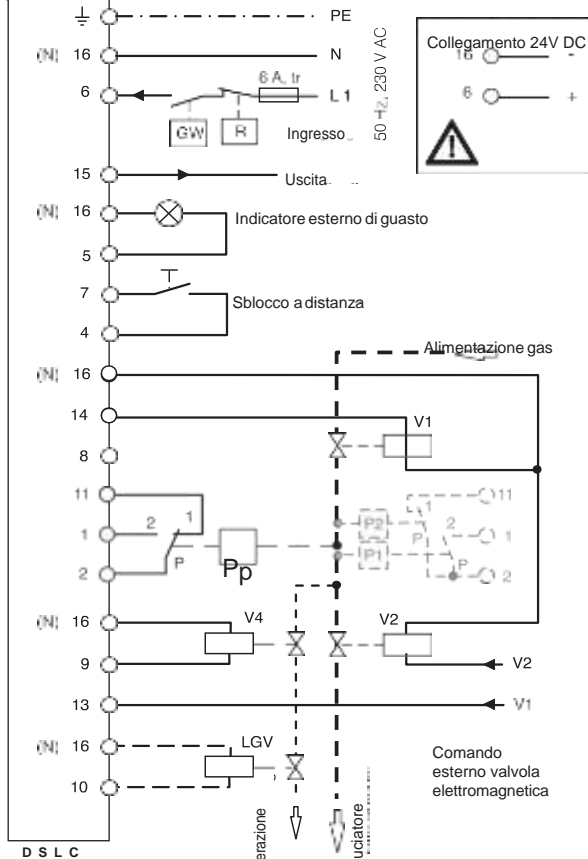 PE
(N) 16
N
Collegamento 24V DC
16 -
6 +
6
6 A, tr
L1
GW
R
Ingresso
50 Hz, 230 V AC
15
Uscita
(N) 16
Indicatore esterno di guasto
5
7
Sblocco a distanza
4
Alimentazione gas
(N) 16
14
V1
8
11
1
2
1
2
P
Pp
P2
P1
1
2
P
P
11
1
2
(N) 16
V4
V2
9
V2
13
V1
(N) 16
LGV
10
Comando
esterno valvola
elettromagnetica
erazione
uciatore
D S L C